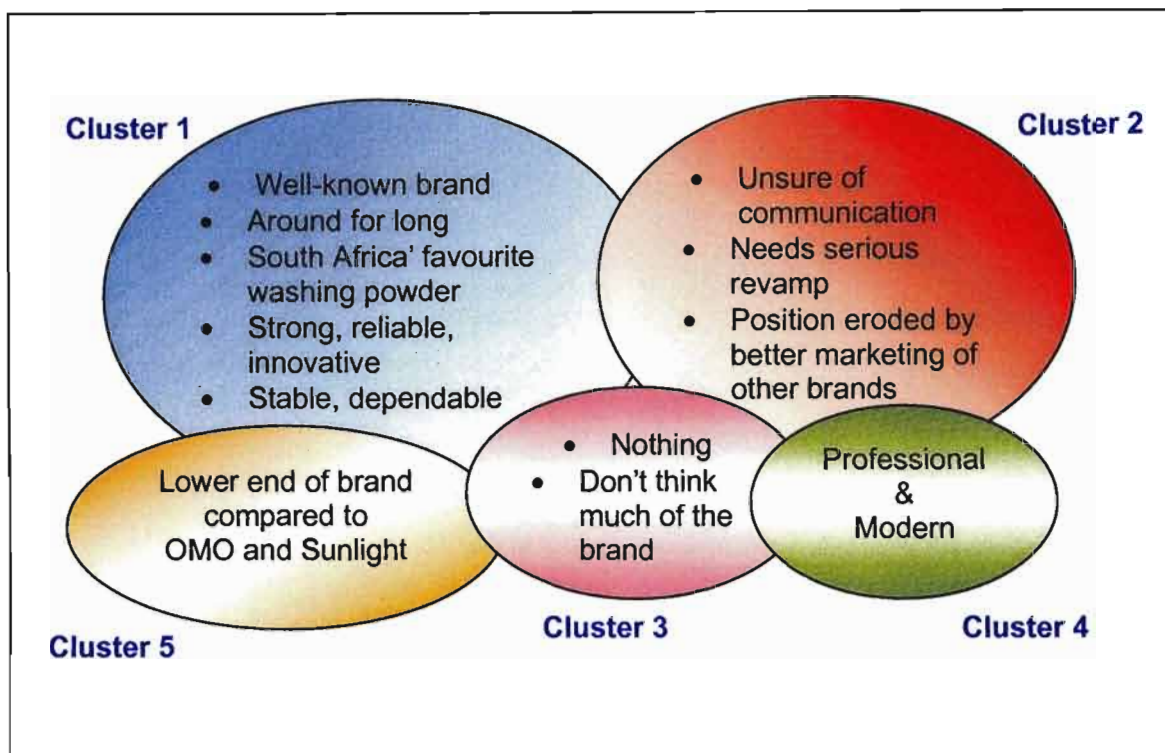 Cluster 1
• Well-known brand
• Around for long
• South Africa' favourite
washing powder
• Strong, reliable,
innovative
• Stable, dependable
Cluster 2
• Unsure of
communication
• Needs serious
revamp
• Position eroded by
better marketing of
other brands
Lower end of brand
compared to
OMO and Sunlight
Cluster 5
• Nothing
• Don't think
much of the
brand
Cluster 3
Professional
&
Modern
Cluster 4